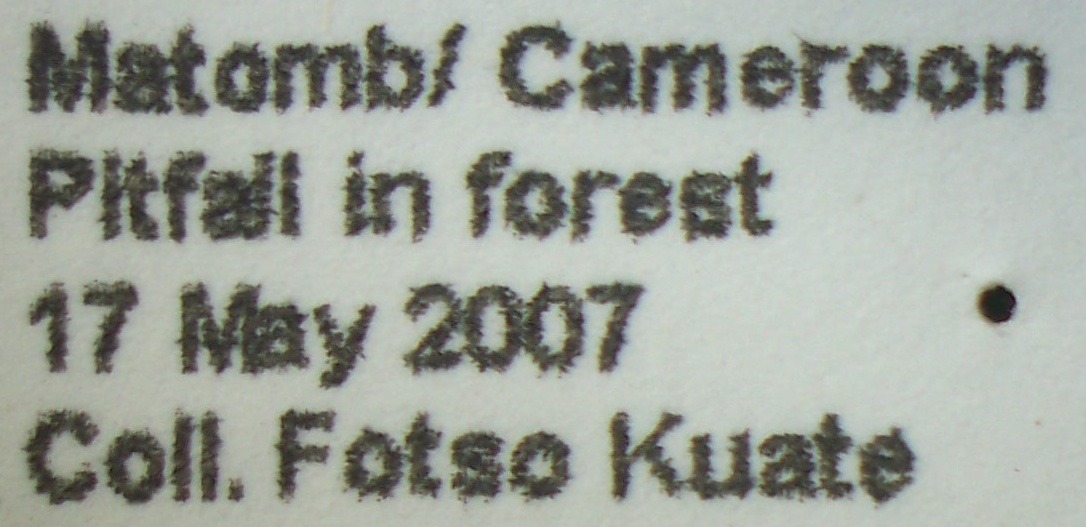 Matomb/ Cameroon
Pitfall in forest
17 May 2007
Coll. Fotso Kuate